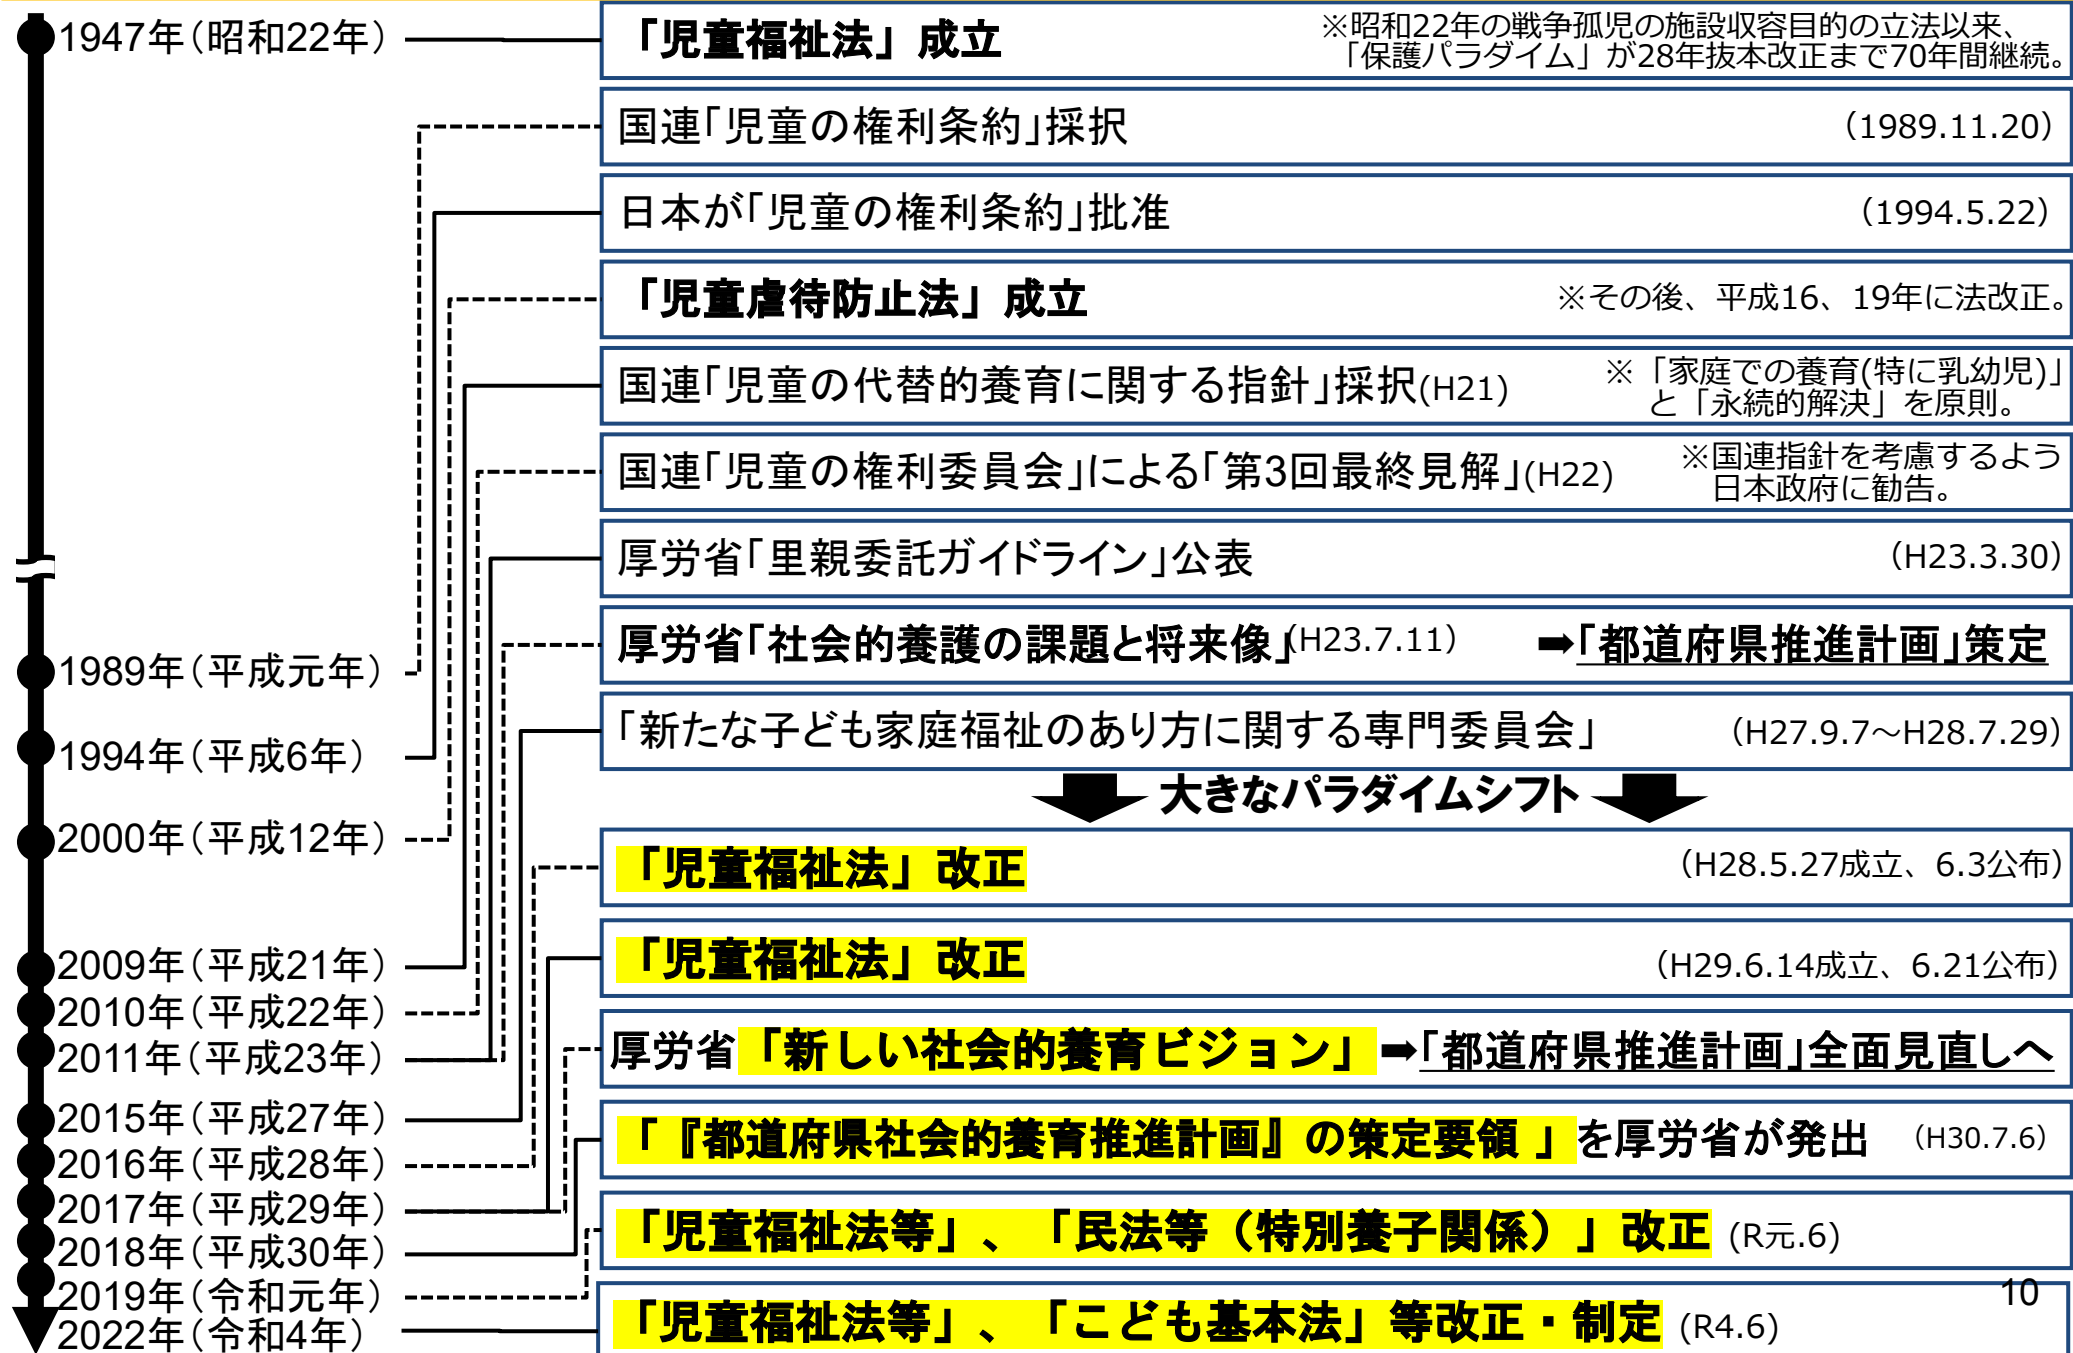 1947年（昭和22年）
「児童福祉法」成立
※昭和22年の戦争孤児の施設収容目的の立法以来、
「保護パラダイム」が28年抜本改正まで70年間継続。
国連「児童の権利条約」採択 （1989.11.20）
日本が「児童の権利条約」批准 （1994.5.22）
「児童虐待防止法」成立 ※その後、平成16、19年に法改正。
国連「児童の代替的養育に関する指針」採択(H21)
※「家庭での養育(特に乳幼児)」
と「永続的解決」を原則。
国連「児童の権利委員会」による「第3回最終見解」(H22)
※国連指針を考慮するよう
日本政府に勧告。
厚労省「里親委託ガイドライン」公表 （H23.3.30）
厚労省「社会的養護の課題と将来像」（H23.7.11） ➡「都道府県推進計画」策定
1989年（平成元年）
「新たな子ども家庭福祉のあり方に関する専門委員会」 （H27.9.7～H28.7.29）
1994年（平成6年）
大きなパラダイムシフト
2000年（平成12年）
「児童福祉法」改正 （H28.5.27成立、6.3公布）
「児童福祉法」改正 （H29.6.14成立、6.21公布）
2009年（平成21年）
2010年（平成22年）
2011年（平成23年）
厚労省「新しい社会的養育ビジョン」➡「都道府県推進計画」全面見直しへ
2015年（平成27年）
「『都道府県社会的養育推進計画』の策定要領 」を厚労省が発出 （H30.7.6）
2016年（平成28年）
2017年（平成29年）
「児童福祉法等」、「民法等（特別養子関係）」改正 (R元.6)
2018年（平成30年）
2019年（令和元年）
10
2022年（令和4年）
「児童福祉法等」、「こども基本法」等改正・制定 (R4.6)